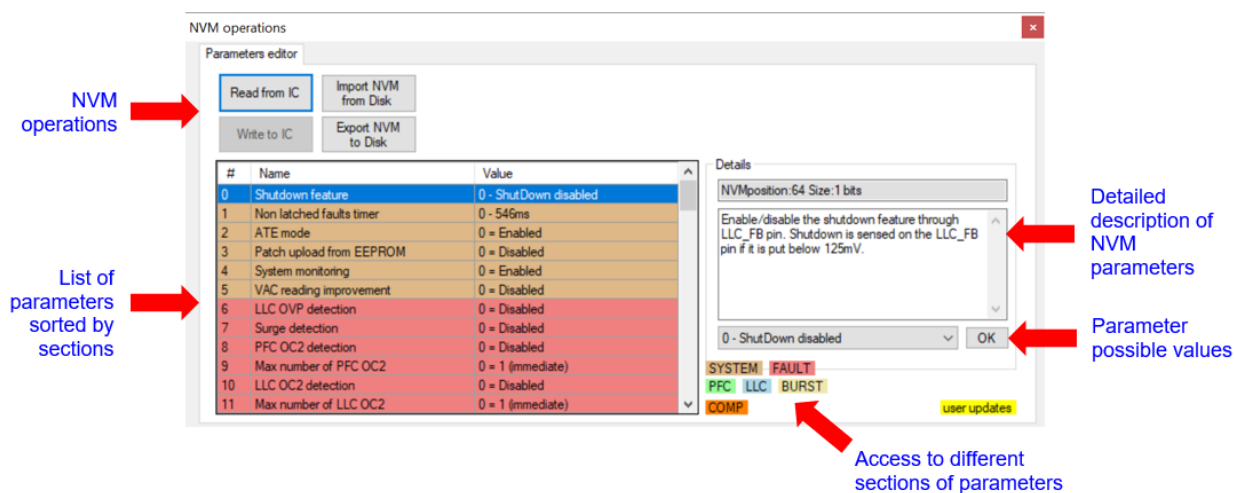 NVM operations
×
Parameters editor
Read from IC
Import NVM
from Disk
Write to IC
Export NVM
to Disk
NVM
operations
# Name Value
0 Shutdown feature 0 - ShutDown disabled
1 Non latched faults timer 0 - 546ms
2 ATE mode 0 = Enabled
3 Patch upload from EEPROM 0 = Disabled
4 System monitoring 0 = Enabled
5 VAC reading improvement 0 = Disabled
6 LLC OVP detection 0 = Disabled
7 Surge detection 0 = Disabled
8 PFC OC2 detection 0 = Disabled
9 Max number of PFC OC2 0 = 1 (immediate)
10 LLC OC2 detection 0 = Disabled
11 Max number of LLC OC2 0 = 1 (immediate)
List of
parameters
sorted by
sections
Details
NVMposition:64 Size:1 bits
Enable/disable the shutdown feature through
LLC_FB pin. Shutdown is sensed on the LLC_FB
pin if it is put below 125mV.
0 - ShutDown disabled
OK
SYSTEM FAULT
PFC LLC BURST
COMP user updates
Detailed
description of
NVM
parameters
Parameter
possible values
Access to different
sections of parameters